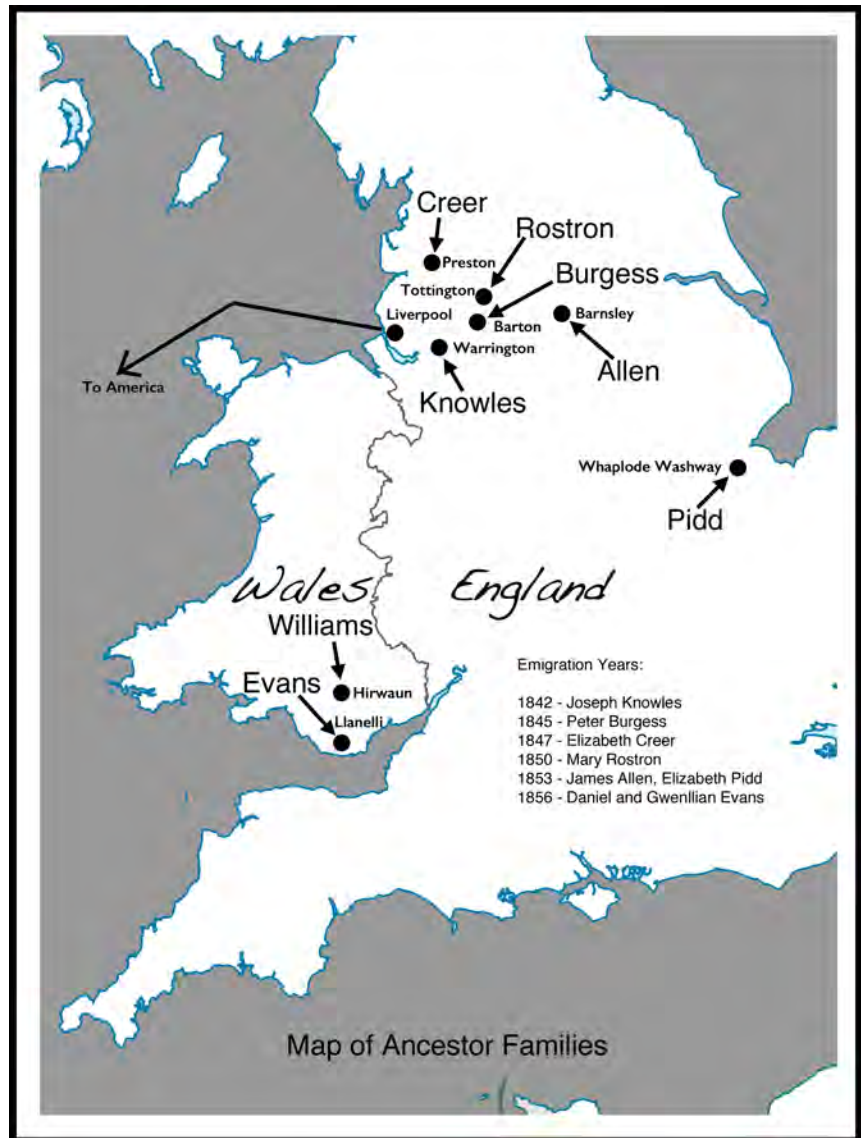 Creer
Rostron
Preston
Burgess
Tottington
Liverpool
Barton
Barnsley
Warrington
Allen
To America
Knowles
Whaplode Washway
Pidd
Wales
England
Williams
Evans
Hirwaun
Llanelli
Emigration Years:
1842 - Joseph Knowles
1845 - Peter Burgess
1847 - Elizabeth Creer
1850 - Mary Rostron
1853 - James Allen, Elizabeth Pidd
1856 - Daniel and Gwenllian Evans
Map of Ancestor Families